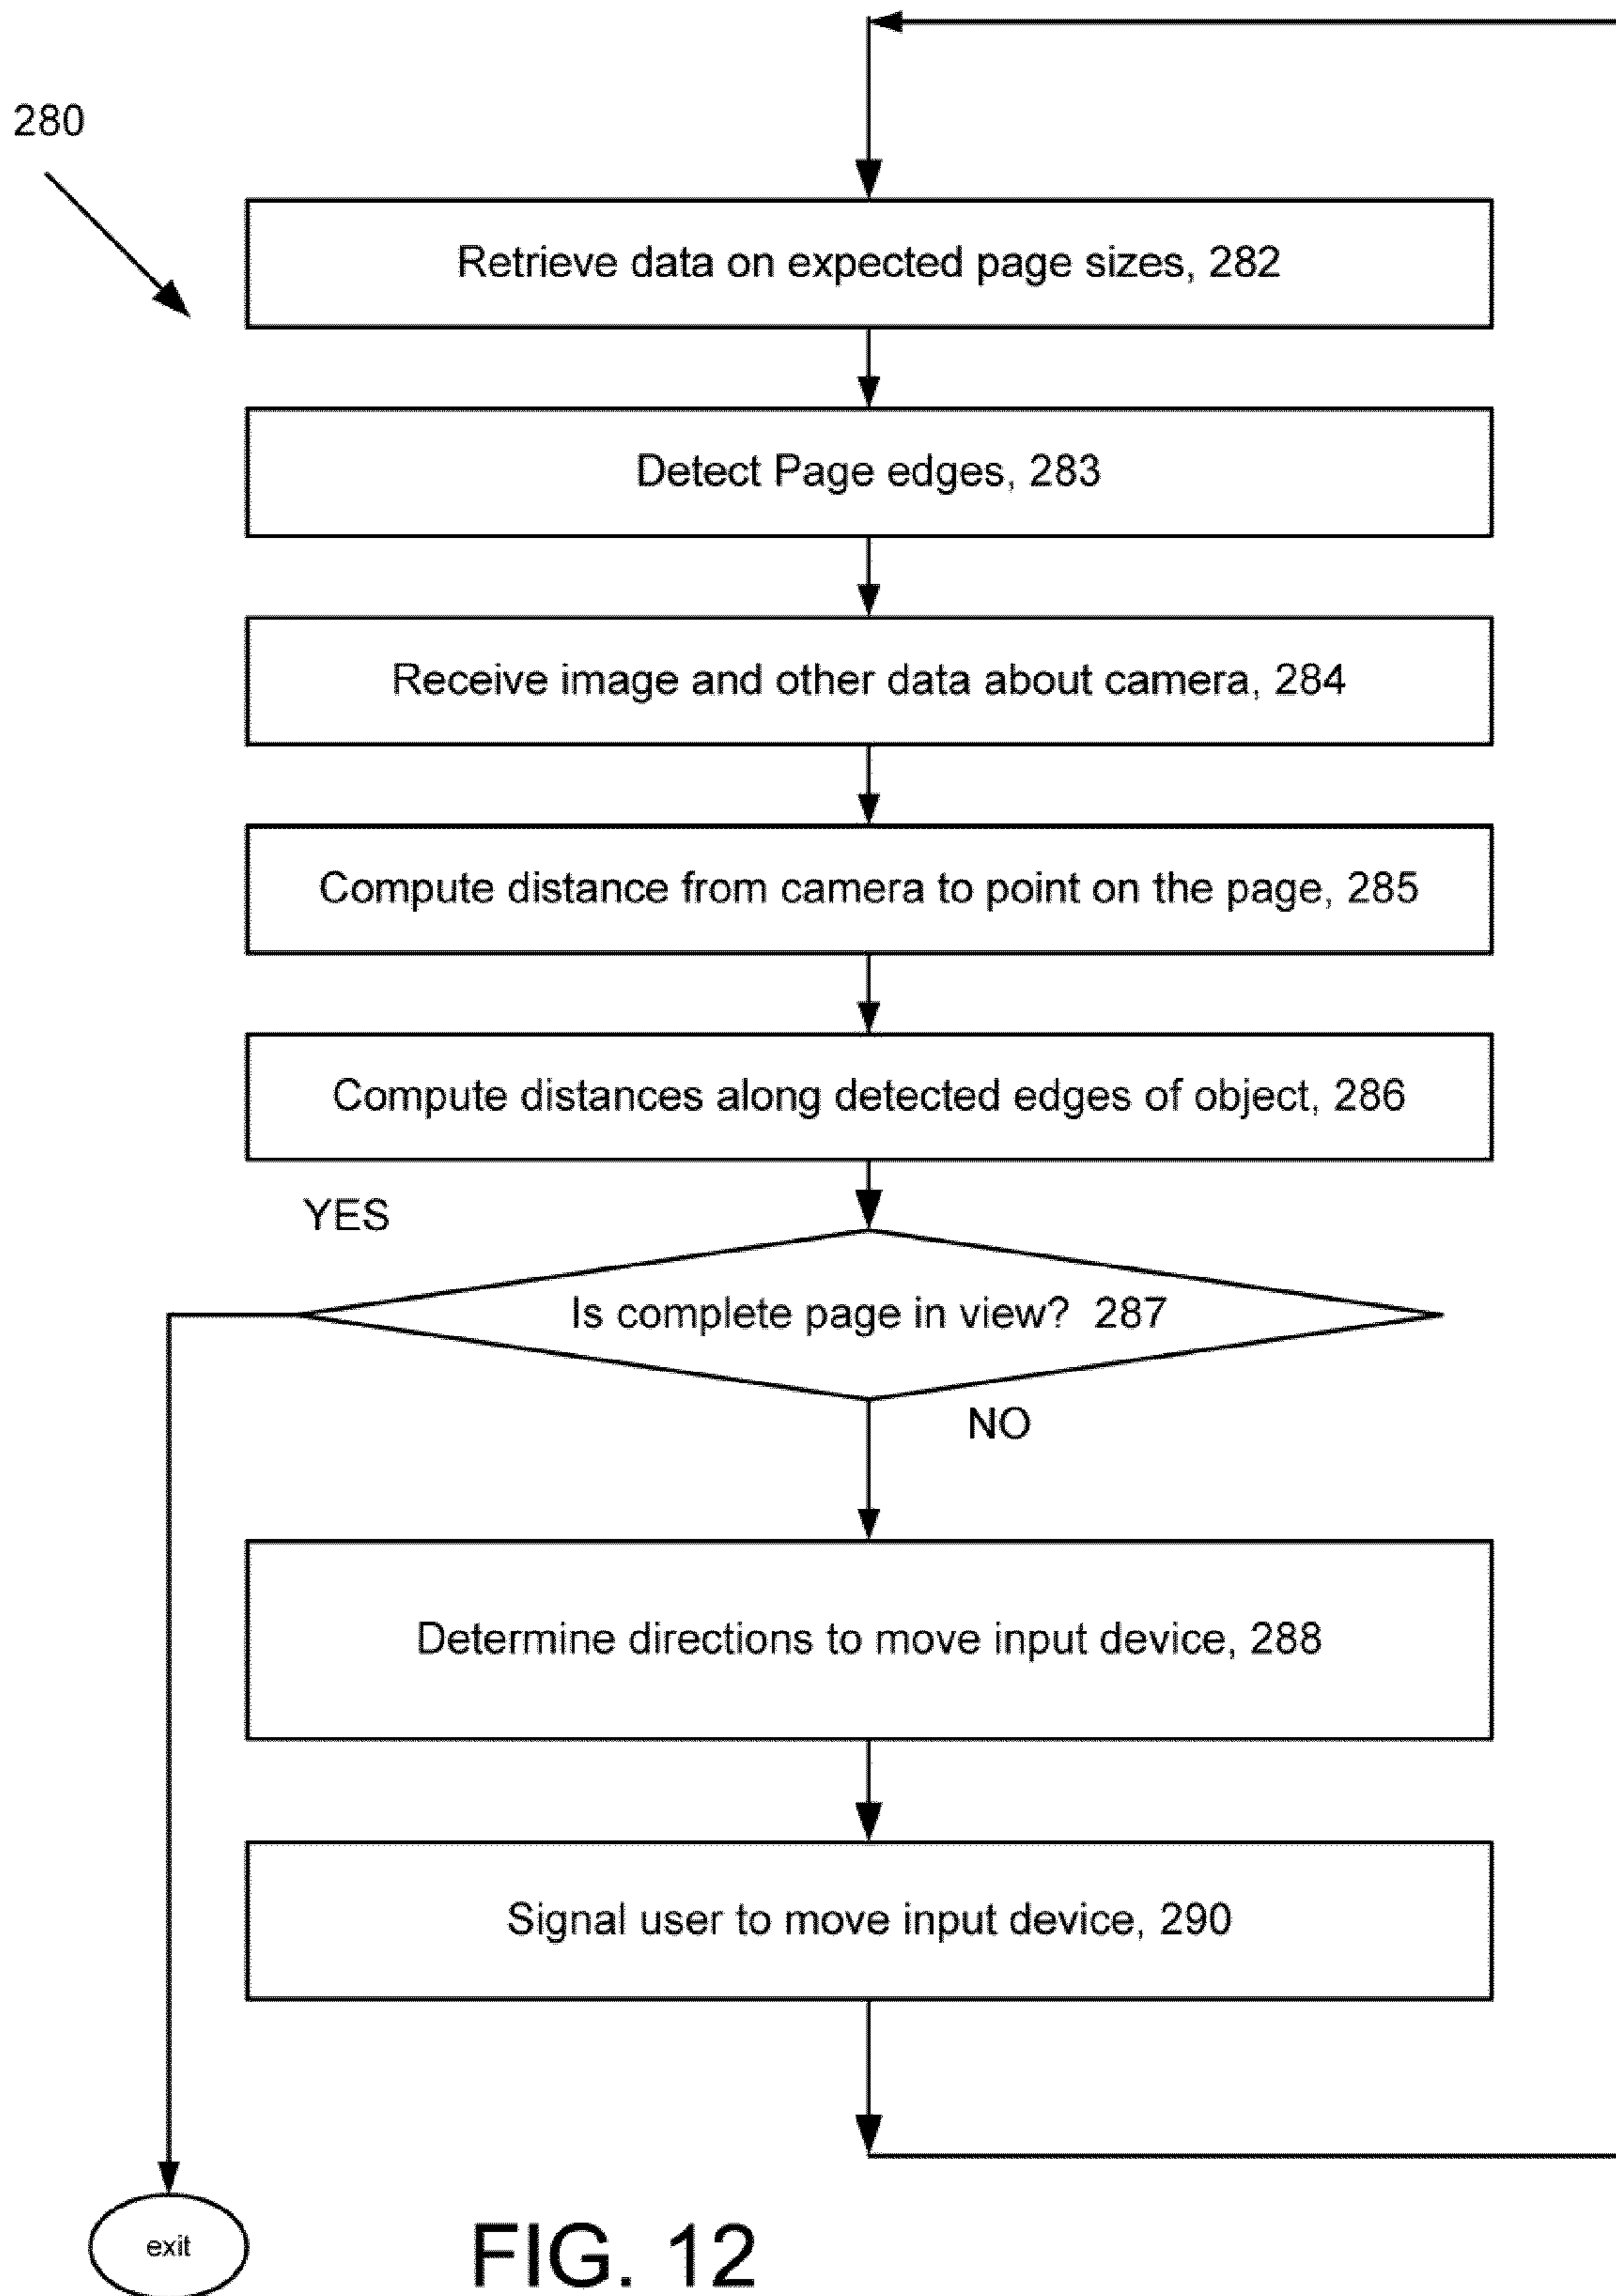 280
Retrieve data on expected page sizes, 282
Detect Page edges, 283
Receive image and other data about camera, 284
Compute distance from camera to point on the page, 285
Compute distances along detected edges of object, 286
YES
Is complete page in view? 287
NO
Determine directions to move input device, 288
Signal user to move input device, 290
exit
FIG. 12